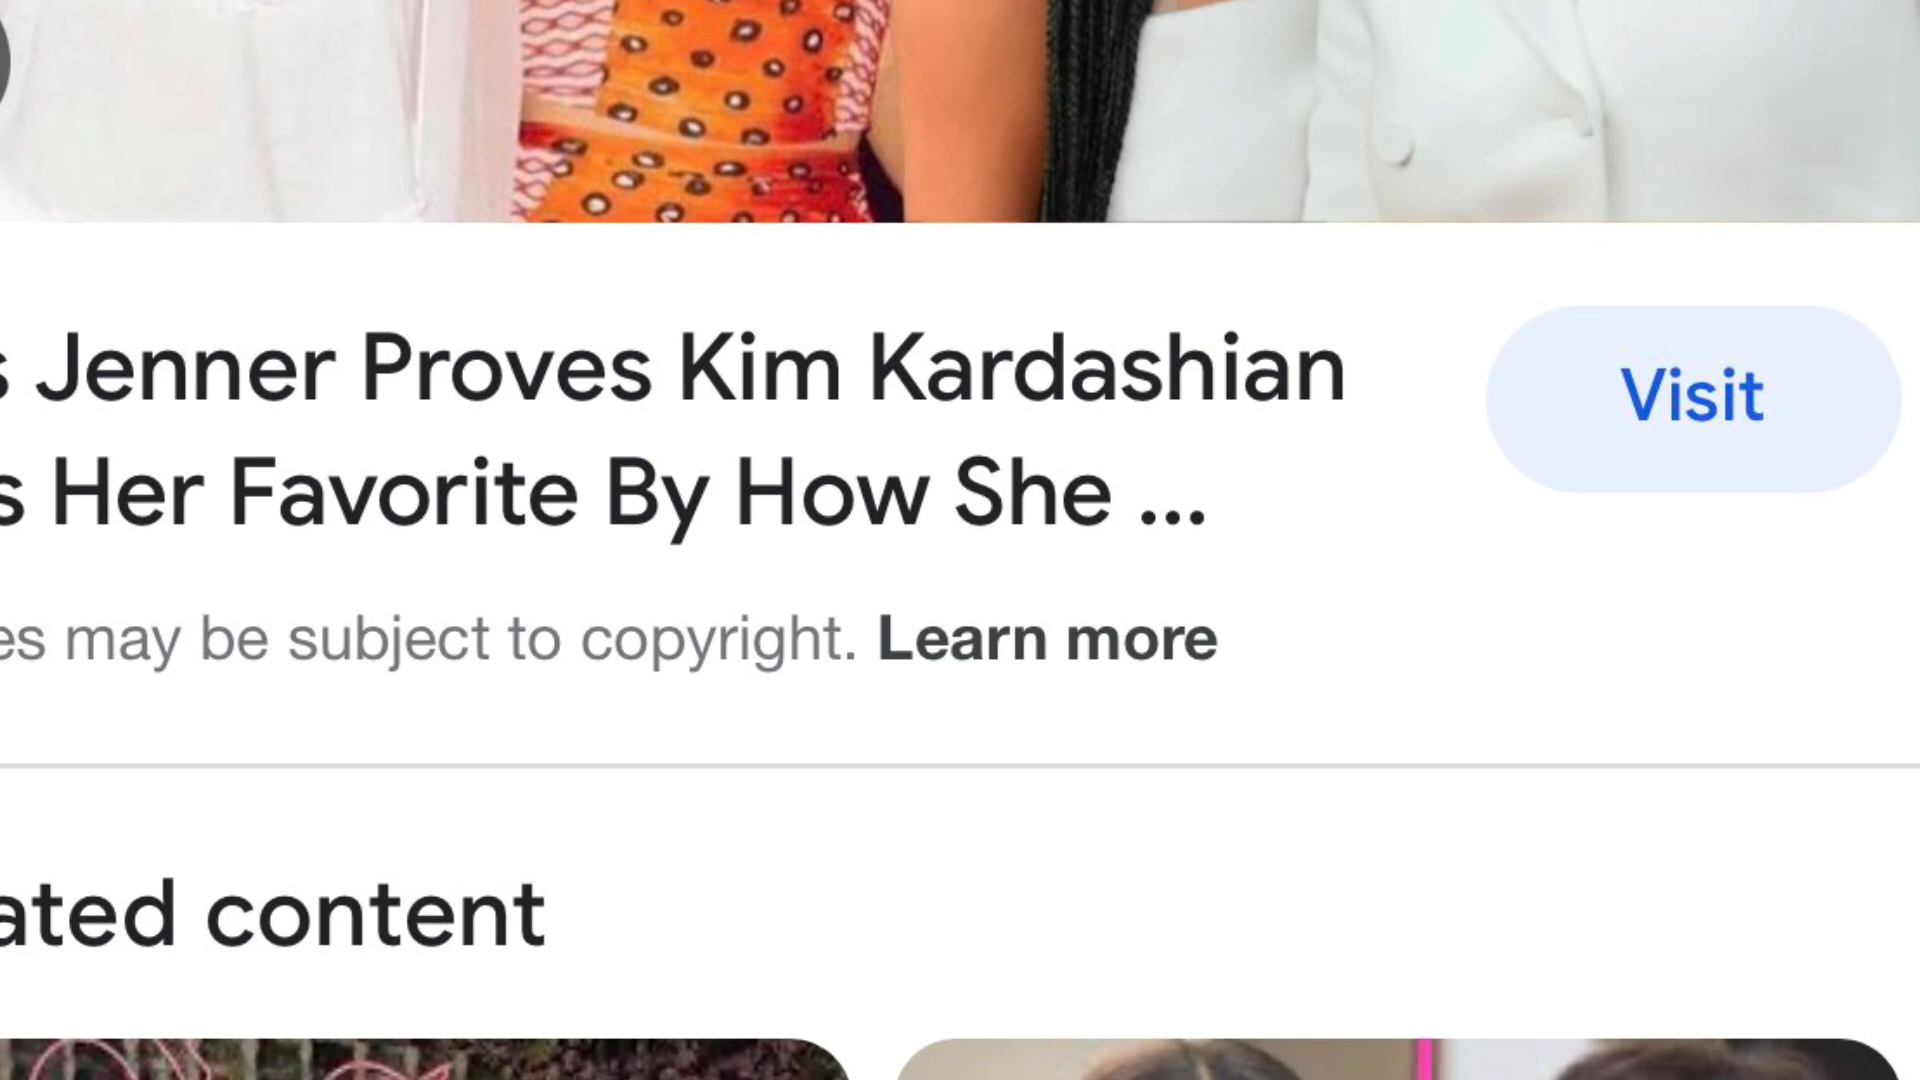 s Jenner Proves Kim Kardashian
s Her Favorite By How She ...
Visit
es may be subject to copyright. Learn more
ated content